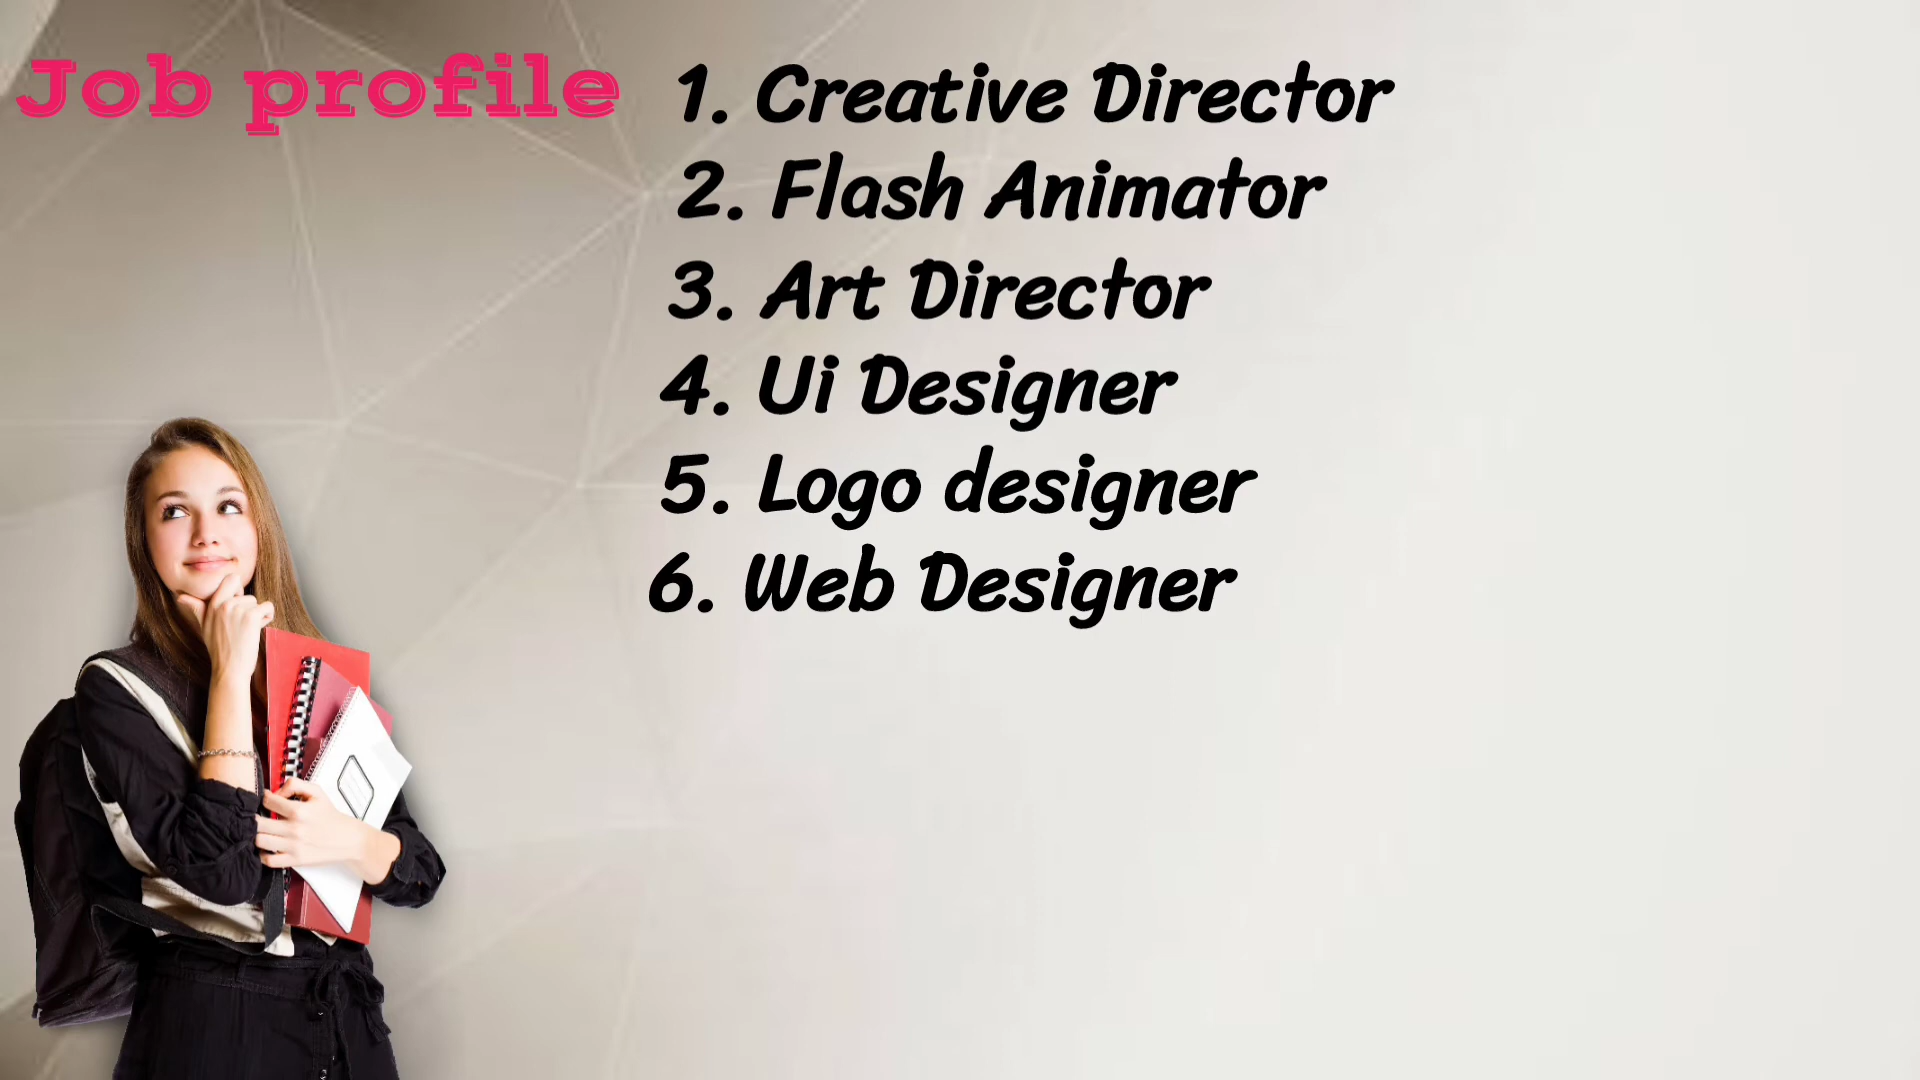 Job profile
1. Creative Director
2. Flash Animator
3. Art Director
4. Ui Designer
5. Logo designer
6. Web Designer